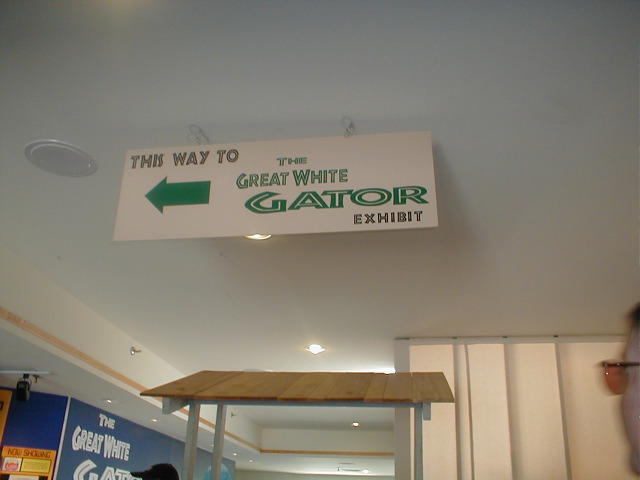 THIS WAY TO
THE
GREAT WHITE
GATOR
EXHIBIT
NOW SHOWING
THE
GREAT WHITE